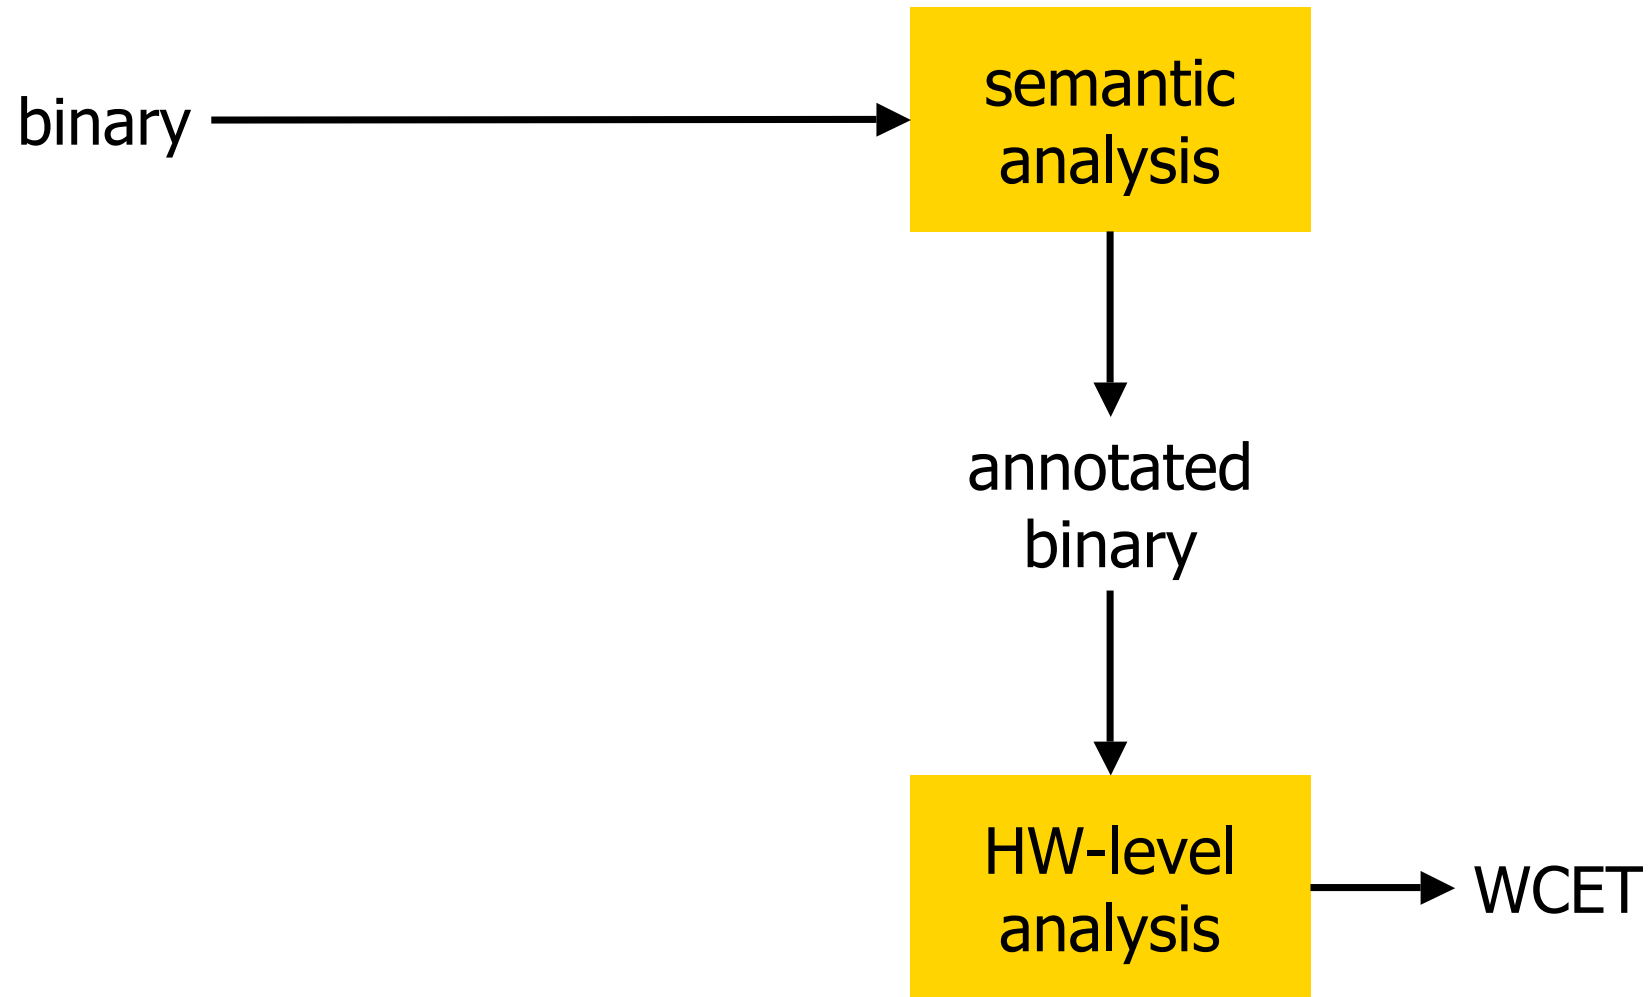 binary
semantic
analysis
annotated
binary
HW-level
analysis
WCET